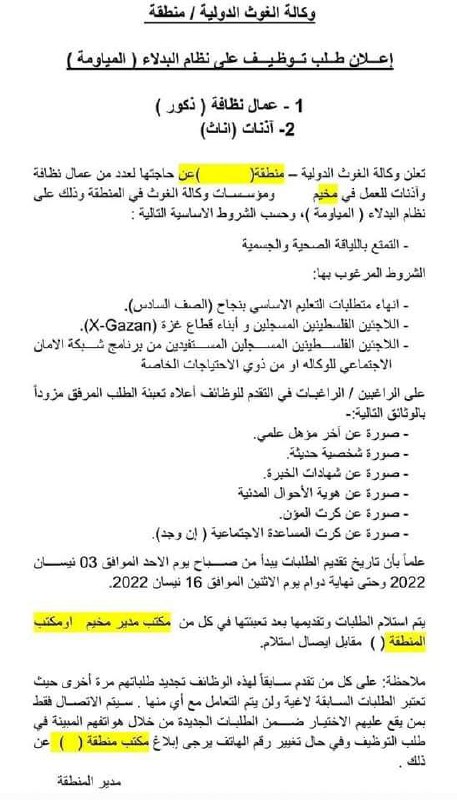 وكالة الغوث الدولية / منطقة
إعـــلان طـلـب تــوظـيـــف على نظام البدلاء ( المياومة )
1 - عمال نظافة ( ذكور )
2- آذنات (اناث)
تعلن وكالة الغوث الدولية – منطقة( )عن حاجتها لعدد من عمال نظافة
وآذنات للعمل في مخيم ومؤسسات وكالة الغوث في المنطقة وذلك على
نظام البدلاء ( المياومة )، وحسب الشروط الاساسية التالية :
- التمتع باللياقة الصحية والجسمية
الشروط المرغوب بها:
- انهاء متطلبات التعليم الاساسي بنجاح (الصف السادس).
- اللاجئين الفلسطينين المسجلين و أبناء قطاع غزة (X-Gazan).
- اللاجئين الفلسطينين المسجلين المستفيدين من برنامج شبكة الامان
الاجتماعي للوكاله او من ذوي الاحتياجات الخاصة
على الراغبين / الراغبات في التقدم للوظائف أعلاه تعبئة الطلب المرفق مزوداً
بالوثائق التالية:-
- صورة عن آخر مؤهل علمي.
- صورة شخصية حديثة.
- صورة عن شهادات الخبرة.
- صورة عن هوية الأحوال المدنية
- صورة عن كرت المؤن.
- صورة عن كرت المساعدة الاجتماعية ( إن وجد).
علماً بأن تاريخ تقديم الطلبات يبدأ من صباح يوم الاحد الموافق 03 نيسان
2022 وحتى نهاية دوام يوم الاثنين الموافق 16 نيسان 2022.
يتم استلام الطلبات وتقديمها بعد تعبئتها في كل من مكتب مدير مخيم اومكتب
المنطقة ( ) مقابل ايصال استلام.
ملاحظة: على كل من تقدم سابقاً لهذه الوظائف تجديد طلباتهم مرة أخرى حيث
تعتبر الطلبات السابقة لاغية ولن يتم التعامل مع أي منها . سيتم الاتصال فقط
بمن يقع عليهم الاختيار ضمن الطلبات الجديدة من خلال هواتفهم المبينة في
طلب التوظيف وفي حال تغيير رقم الهاتف يرجى إبلاغ مكتب منطقة ( ) عن
ذلك .
مدير المنطقة